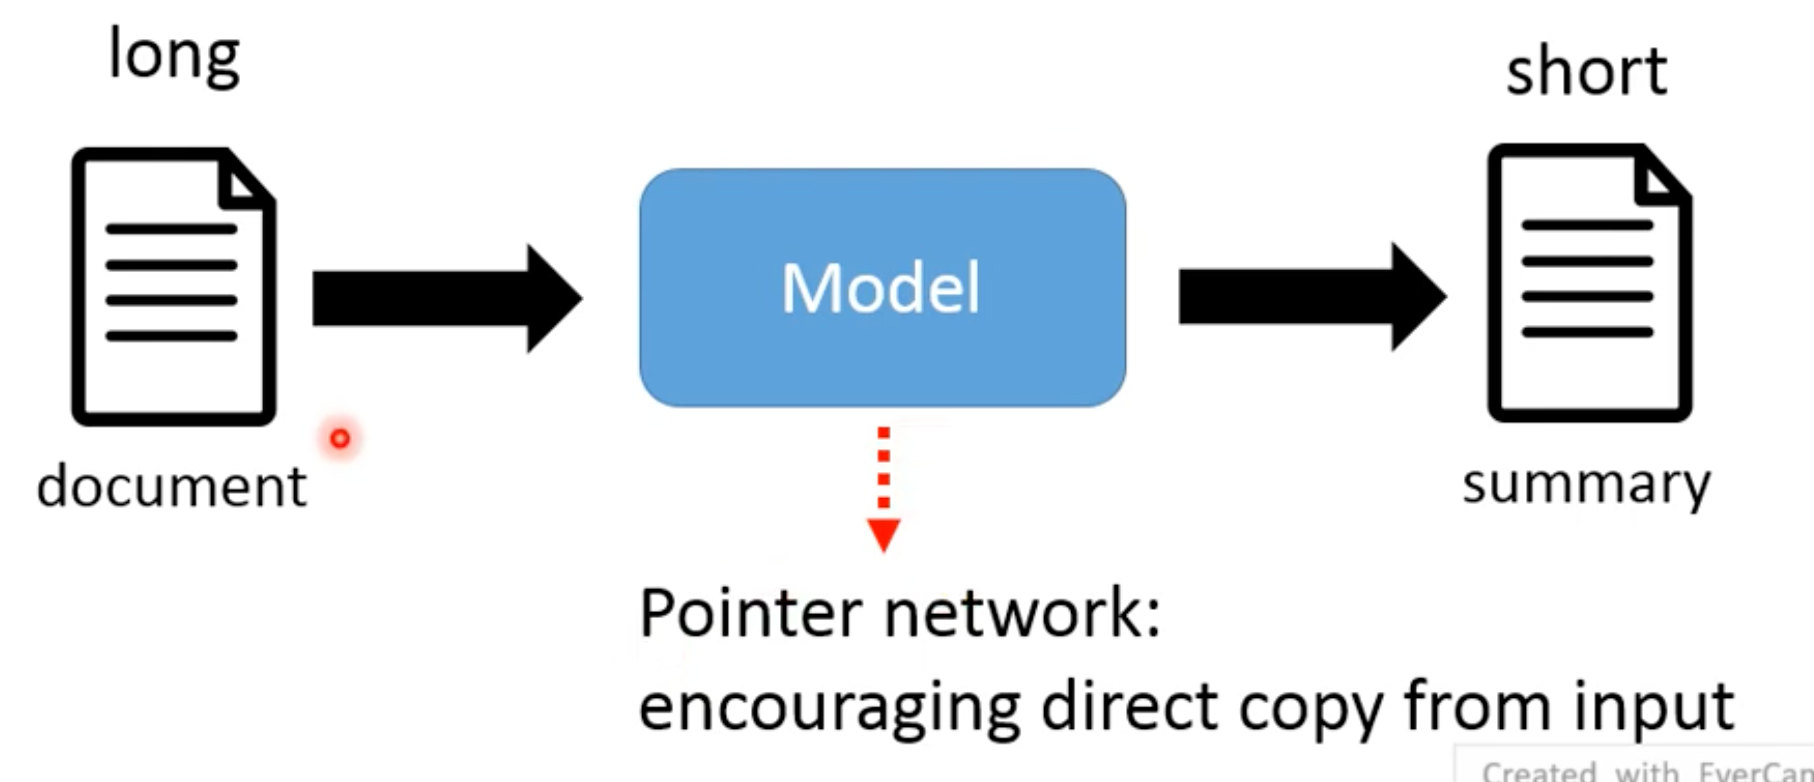 long
short
Model
document
summary
Pointer network:
encouraging direct copy from input
Created with EverCam